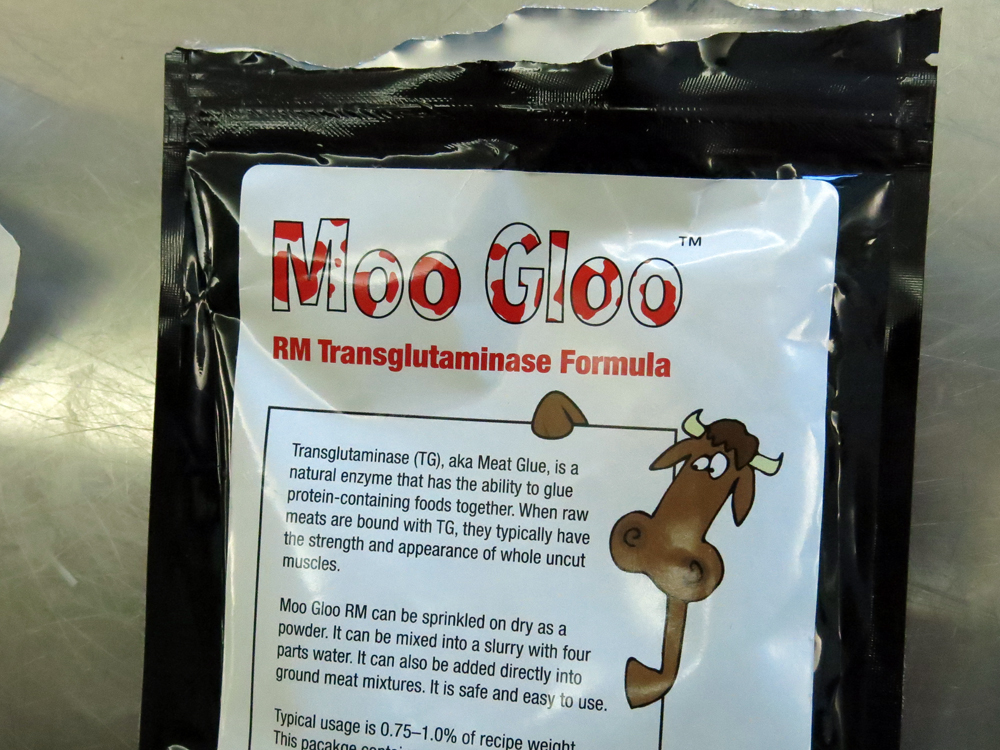 Moo Gloo ™
RM Transglutaminase Formula
Transglutaminase (TG), aka Meat Glue, is a
natural enzyme that has the ability to glue
protein-containing foods together. When raw
meats are bound with TG, they typically have
the strength and appearance of whole uncut
muscles.
Moo Gloo RM can be sprinkled on dry as a
powder. It can be mixed into a slurry with four
parts water. It can also be added directly into
ground meat mixtures. It is safe and easy to use.
Typical usage is 0.75–1.0% of recipe weight
This pacakge